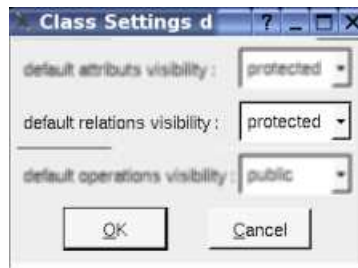 Class Settings d
default attributs visibility : protected
default relations visibility : protected
default operations visibility : public
OK Cancel